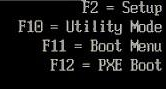 F2 = Setup
F10 = Utility Mode
F11 = Boot Menu
F12 = PXE Boot